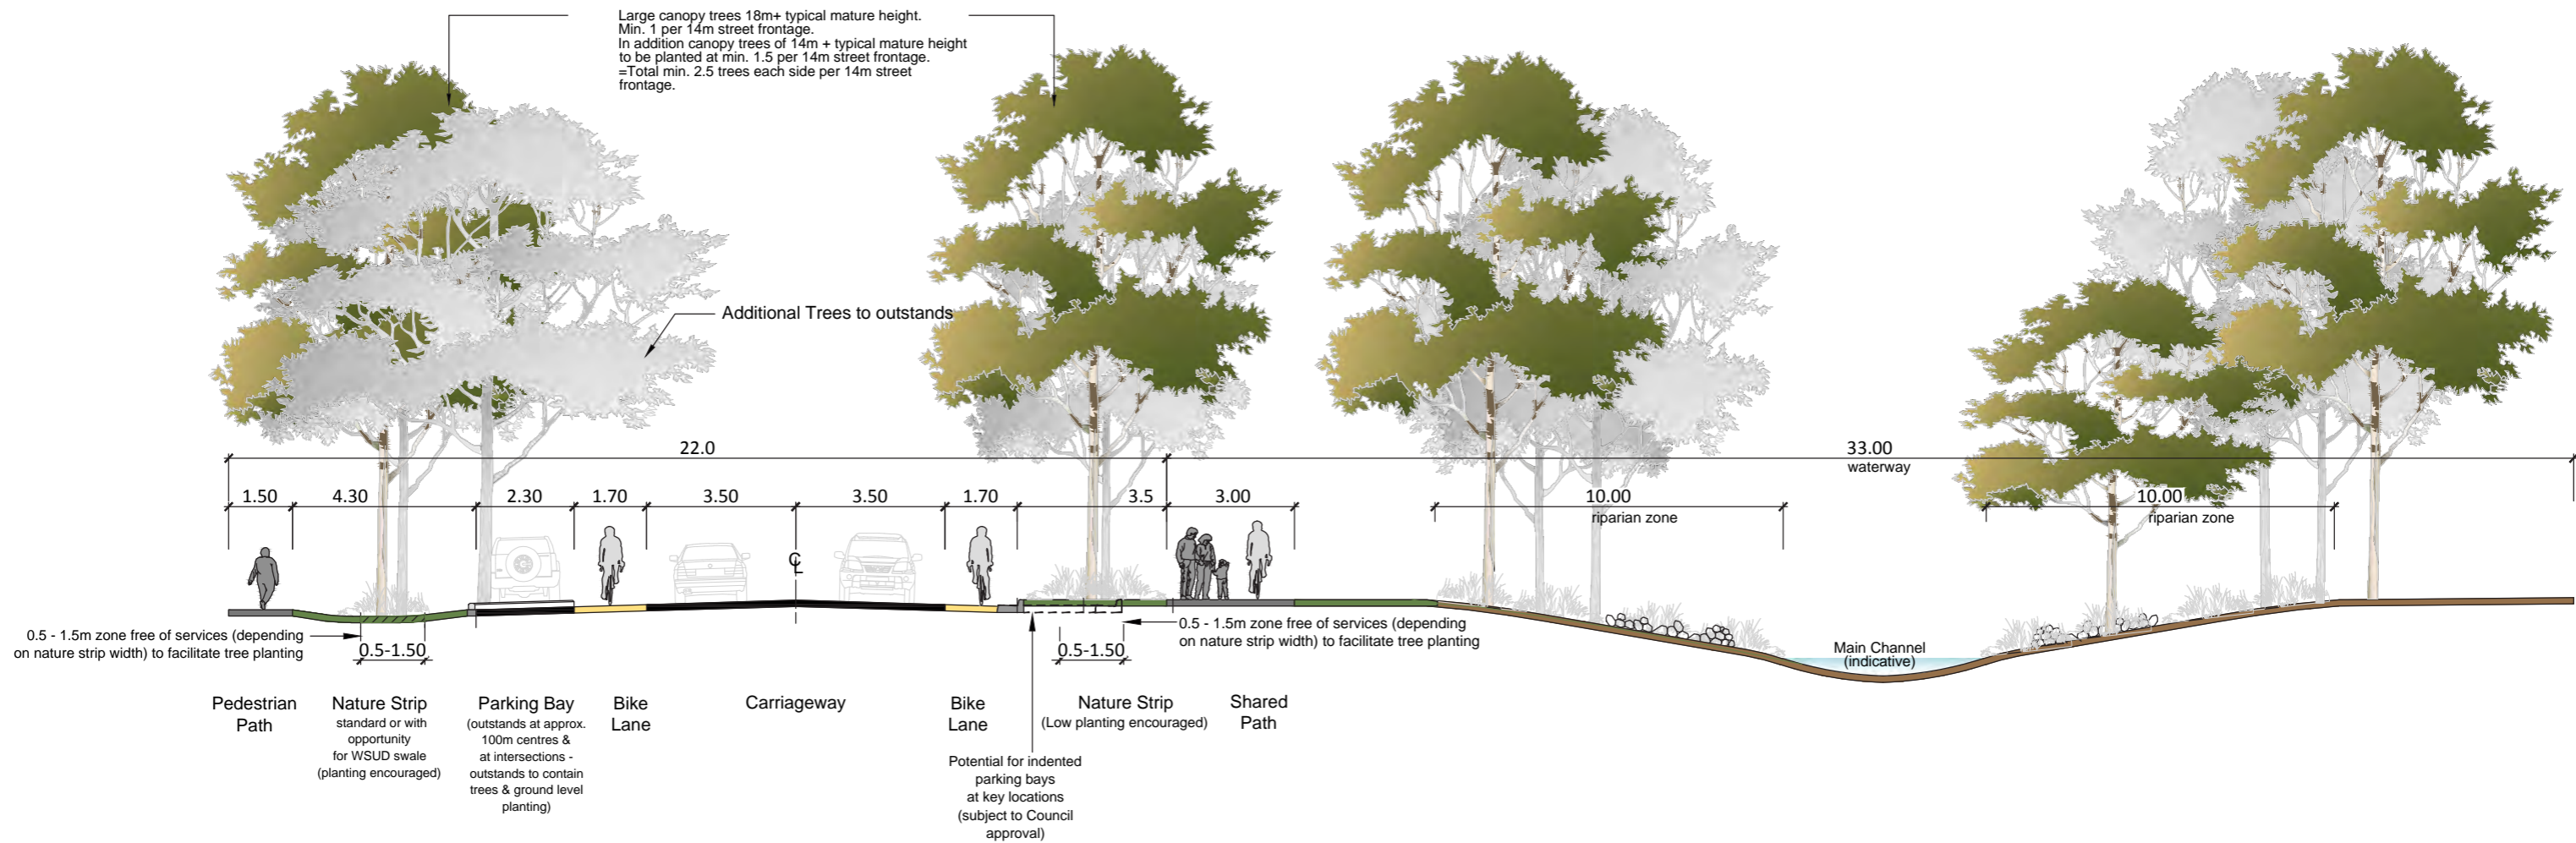 Large canopy trees 18m+ typical mature height.
Min. 1 per 14m street frontage.
In addition canopy trees of 14m + typical mature height
to be planted at min. 1.5 per 14m street frontage.
=Total min. 2.5 trees each side per 14m street
frontage.
Additional Trees to outstands
22.0
33.00
waterway
1.50
4.30
2.30
1.70
3.50
3.50
1.70
3.5
3.00
10.00
riparian zone
10.00
riparian zone
℄
0.5 - 1.5m zone free of services (depending
on nature strip width) to facilitate tree planting
0.5-1.50
0.5-1.50
0.5 - 1.5m zone free of services (depending
on nature strip width) to facilitate tree planting
Main Channel
(indicative)
Pedestrian
Path
Nature Strip
standard or with
opportunity
for WSUD swale
(planting encouraged)
Parking Bay
(outstands at approx.
100m centres &
at intersections -
outstands to contain
trees & ground level
planting)
Bike
Lane
Carriageway
Bike
Lane
Potential for indented
parking bays
at key locations
(subject to Council
approval)
Nature Strip
(Low planting encouraged)
Shared
Path